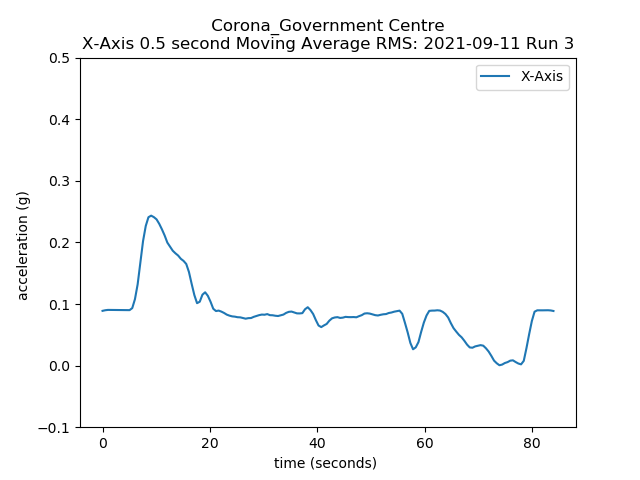 Corona_Government Centre
X-Axis 0.5 second Moving Average RMS: 2021-09-11 Run 3
X-Axis
0.5
0.4
0.3
0.2
0.1
0.0
−0.1
acceleration (g)
0 20 40 60 80
time (seconds)